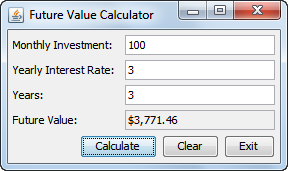 Future Value Calculator
Monthly Investment: 100
Yearly Interest Rate: 3
Years: 3
Future Value: $3,771.46
Calculate Clear Exit